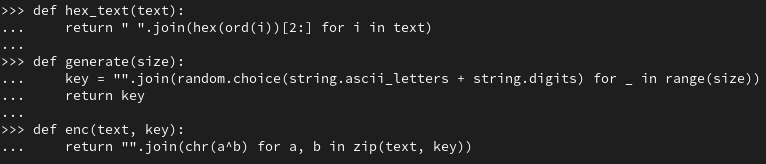 >>> def hex_text(text):
...     return " ".join(hex(ord(i))[2:] for i in text)
...
>>> def generate(size):
...     key = "".join(random.choice(string.ascii_letters + string.digits) for _ in range(size))
...     return key
...
>>> def enc(text, key):
...     return "".join(chr(a^b) for a, b in zip(text, key))